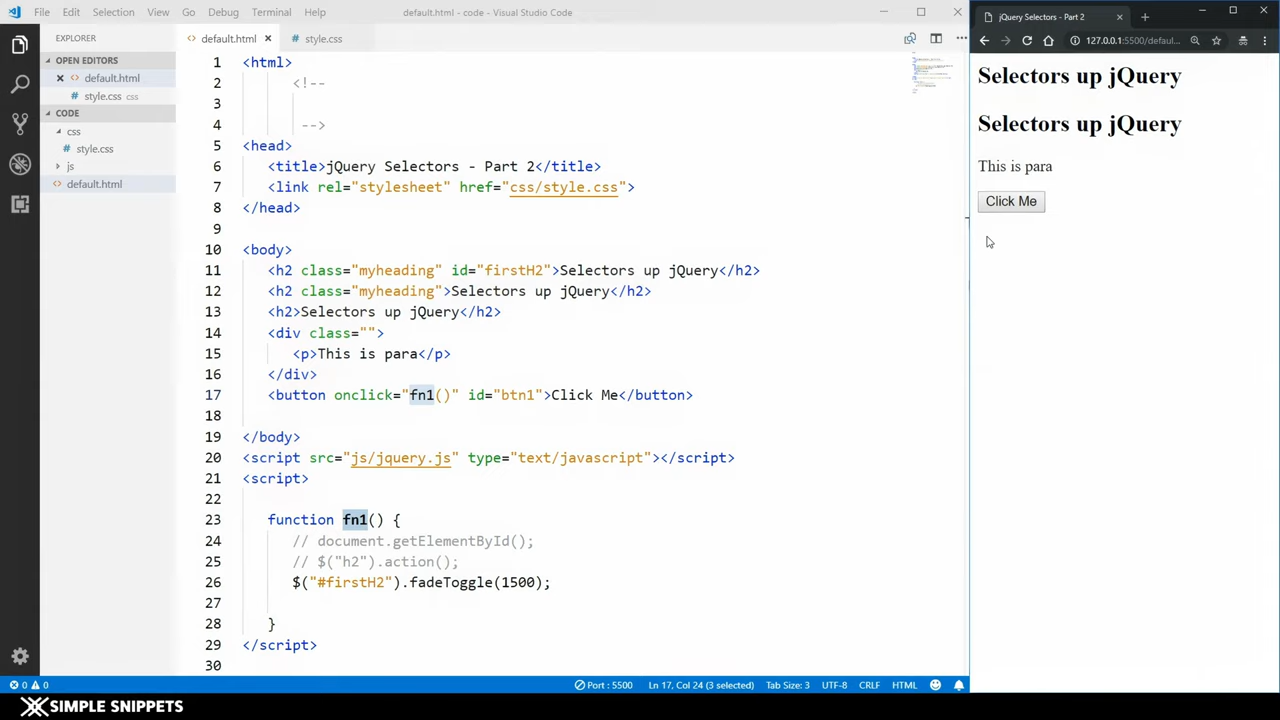 File Edit Selection View Go Debug Terminal Help default.html - code - Visual Studio Code
EXPLORER
OPEN EDITORS
default.html
style.css css
CODE
css
style.css
js
default.html
default.html style.css
1 <html>
2 <!--
3
4 -->
5 <head>
6 <title>jQuery Selectors - Part 2</title>
7 <link rel="stylesheet" href="css/style.css">
8 </head>
9
10 <body>
11 <h2 class="myheading" id="firstH2">Selectors up jQuery</h2>
12 <h2 class="myheading">Selectors up jQuery</h2>
13 <h2>Selectors up jQuery</h2>
14 <div class="">
15 <p>This is para</p>
16 </div>
17 <button onclick="fn1()" id="btn1">Click Me</button>
18
19 </body>
20 <script src="js/jquery.js" type="text/javascript"></script>
21 <script>
22
23 function fn1() {
24 // document.getElementById();
25 // $("h2").action();
26 $("#firstH2").fadeToggle(1500);
27
28 }
29 </script>
30
0 0 Port : 5500 Ln 17, Col 24 (3 selected) Tab Size: 3 UTF-8 CRLF HTML
jQuery Selectors - Part 2
127.0.0.1:5500/defaul...
Selectors up jQuery
Selectors up jQuery
This is para
Click Me
SIMPLE SNIPPETS